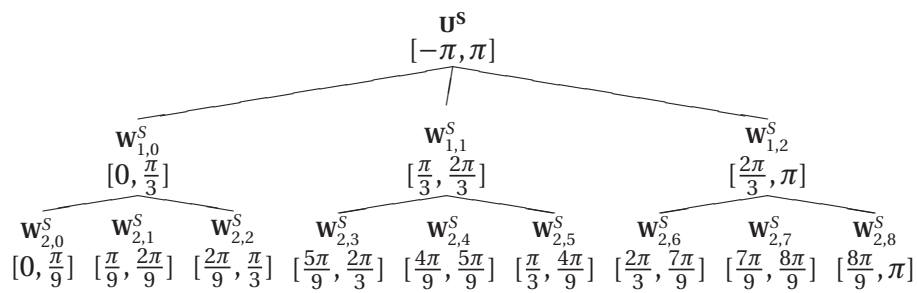 U^S
[−π, π]
W^S_{1,0} W^S_{1,1} W^S_{1,2}
[0, π/3] [π/3, 2π/3] [2π/3, π]
W^S_{2,0} W^S_{2,1} W^S_{2,2} W^S_{2,3} W^S_{2,4} W^S_{2,5} W^S_{2,6} W^S_{2,7} W^S_{2,8}
[0, π/9] [π/9, 2π/9] [2π/9, π/3] [5π/9, 2π/3] [4π/9, 5π/9] [π/3, 4π/9] [2π/3, 7π/9] [7π/9, 8π/9] [8π/9, π]